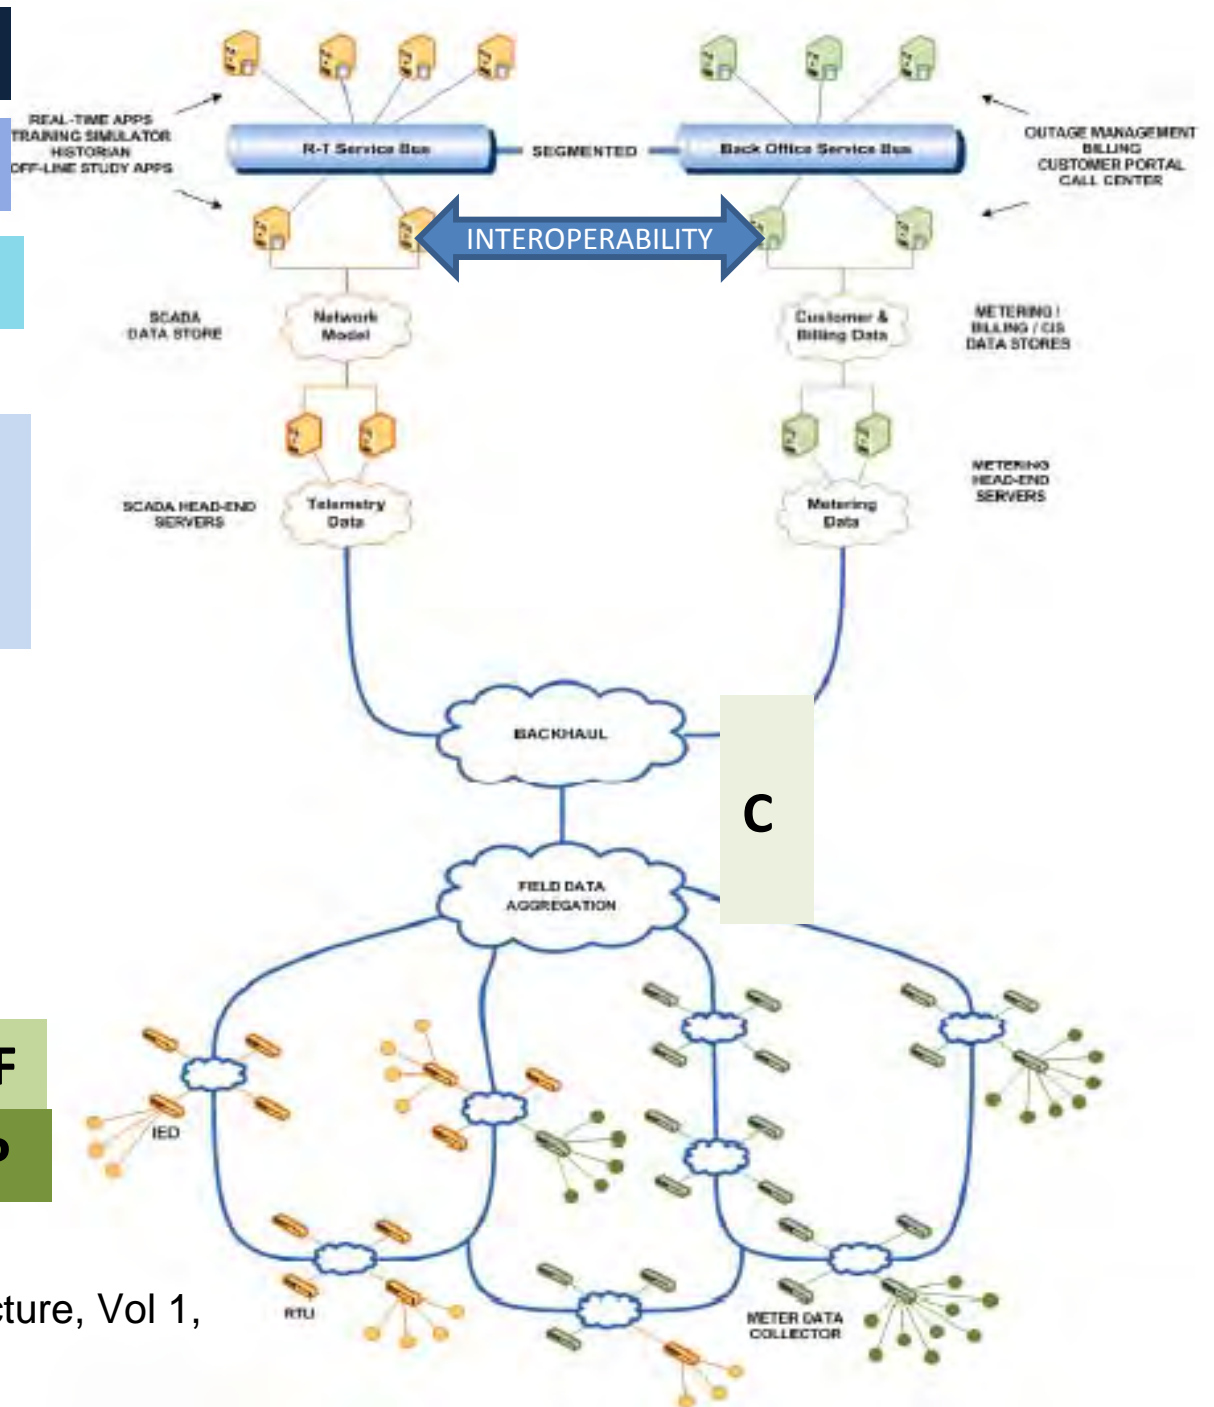 REAL-TIME APPS
TRAINING SIMULATOR
HISTORIAN
OFF-LINE STUDY APPS
R-T Service Bus
SEGMENTED
Back Office Service Bus
OUTAGE MANAGEMENT
BILLING
CUSTOMER PORTAL
CALL CENTER
INTEROPERABILITY
SCADA
DATA STORE
Network
Model
Customer &
Billing Data
METERING /
BILLING / CIS
DATA STORES
SCADA HEAD-END
SERVERS
Telemetry
Data
Metering
Data
METERING
HEAD-END
SERVERS
BACKHAUL
C
FIELD DATA
AGGREGATION
F
IED
P
RTU
METER DATA
COLLECTOR
cture, Vol 1,